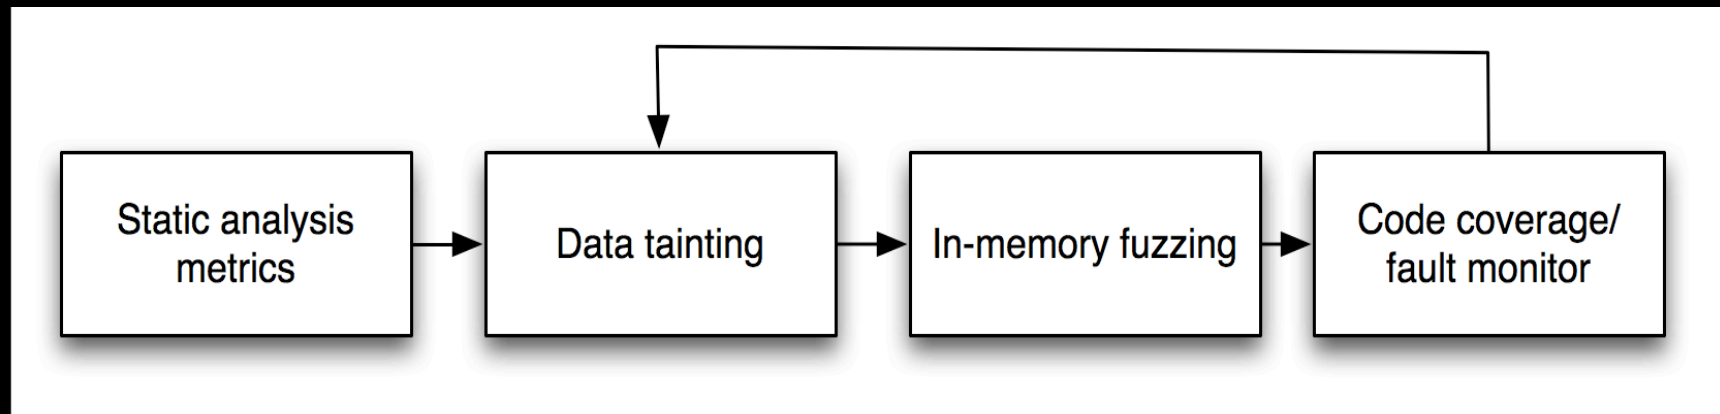 Static analysis
metrics
Data tainting
In-memory fuzzing
Code coverage/
fault monitor